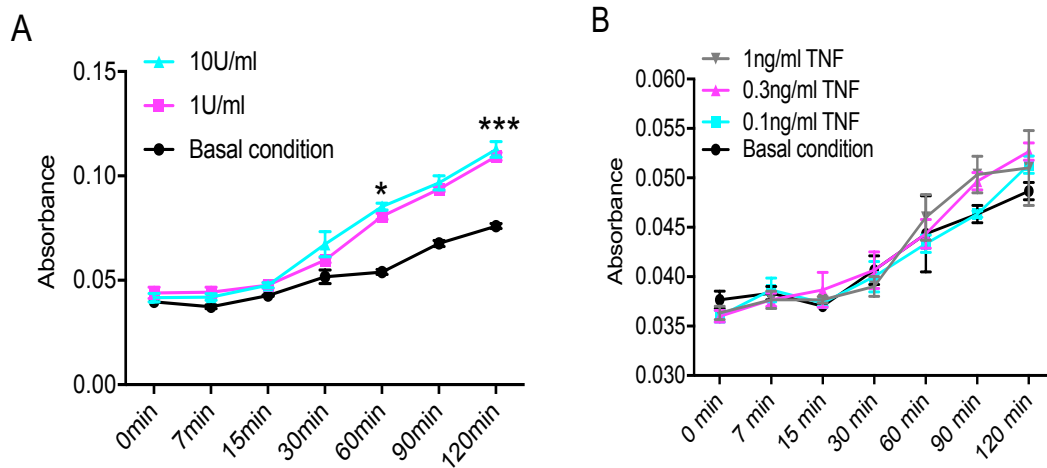 A
10U/ml
1U/ml
Basal condition
Absorbance
0.15
0.10
0.05
0.00
*
***
0min
7min
15min
30min
60min
90min
120min
B
1ng/ml TNF
0.3ng/ml TNF
0.1ng/ml TNF
Basal condition
Absorbance
0.060
0.055
0.050
0.045
0.040
0.035
0.030
0 min
7 min
15 min
30 min
60 min
90 min
120 min